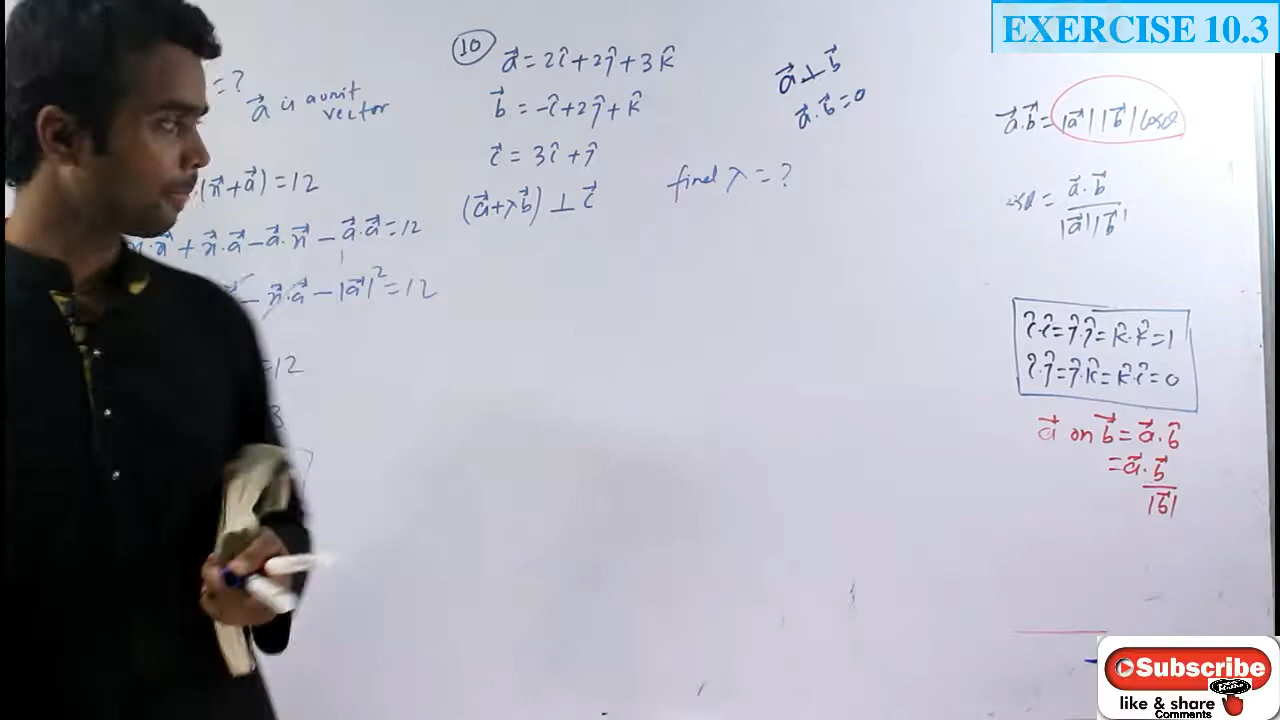 EXERCISE 10.3
= ?
a⃗ is a unit vector
.(x⃗+a⃗) = 12
x⃗.x⃗ + x⃗.a⃗ − a⃗.x⃗ − a⃗.a⃗ = 12
− x⃗.a⃗ − |a⃗|² = 12
= 12
10
a⃗ = 2î + 2ĵ + 3k̂
b⃗ = −î + 2ĵ + k̂
c⃗ = 3î + ĵ
(a⃗+λb⃗) ⊥ c⃗
find λ = ?
a⃗ ⊥ b⃗
a⃗.b⃗ = 0
a⃗.b⃗ = |a⃗| |b⃗| cosθ
= a⃗.b⃗ / |a⃗||b⃗|
î.î = ĵ.ĵ = k̂.k̂ = 1
î.ĵ = ĵ.k̂ = k̂.î = 0
a⃗ on b⃗ = a⃗.b̂
= a⃗.b⃗ / |b⃗|
Subscribe
like & share
Comments